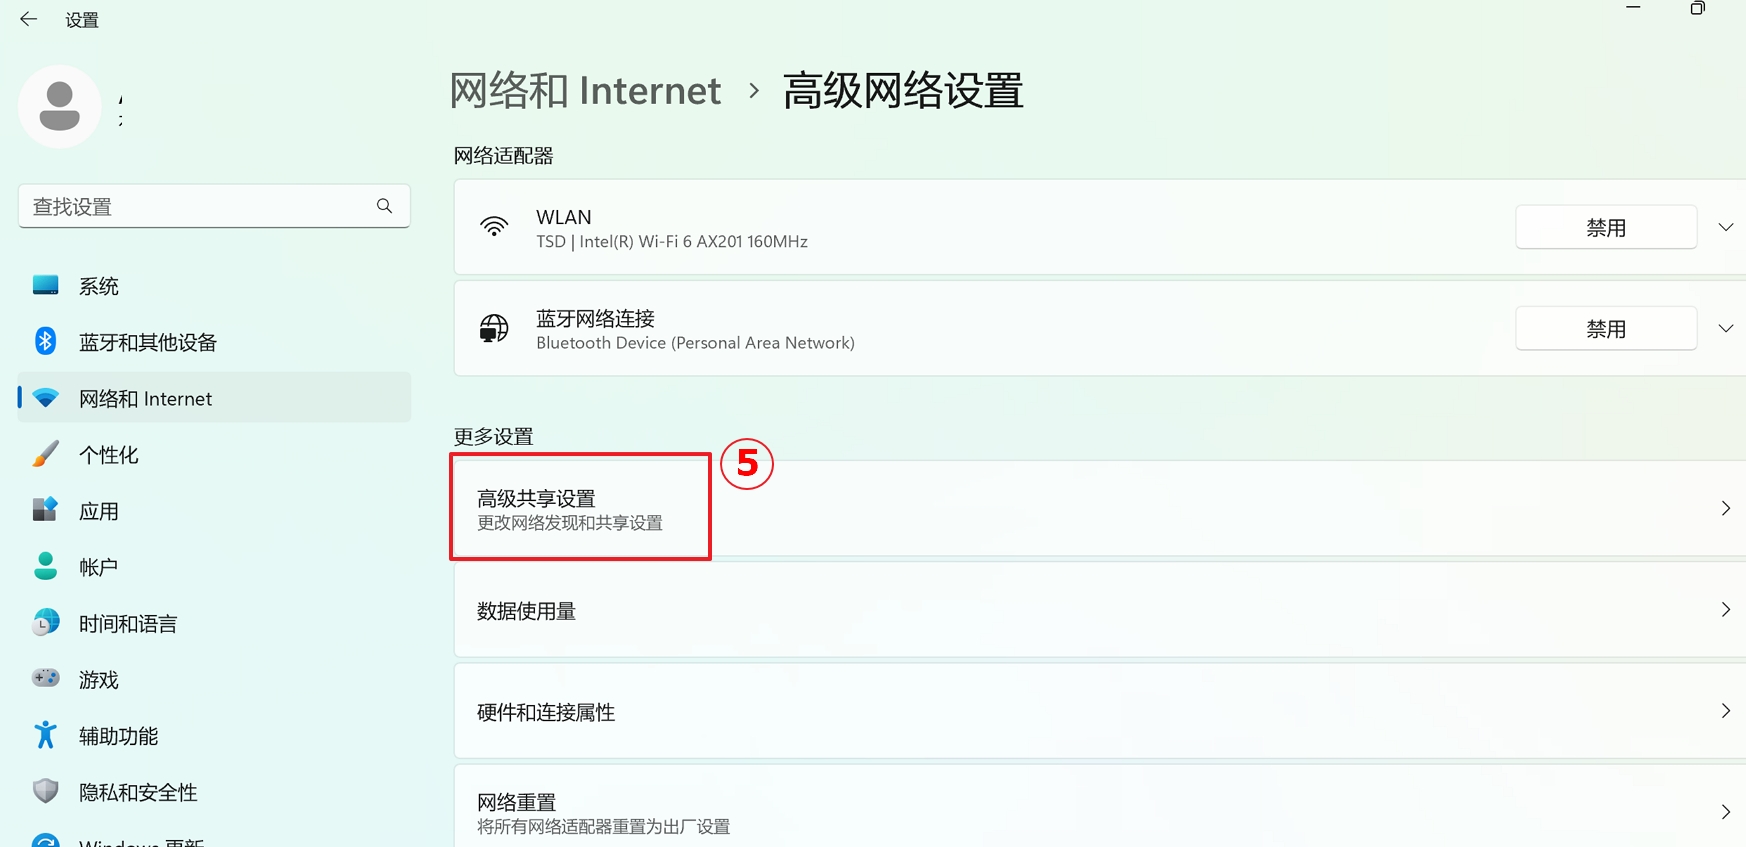 设置
查找设置
系统
蓝牙和其他设备
网络和 Internet
个性化
应用
帐户
时间和语言
游戏
辅助功能
隐私和安全性
Windows 更新
网络和 Internet › 高级网络设置
网络适配器
WLAN
TSD | Intel(R) Wi-Fi 6 AX201 160MHz
禁用
蓝牙网络连接
Bluetooth Device (Personal Area Network)
禁用
更多设置
5
高级共享设置
更改网络发现和共享设置
数据使用量
硬件和连接属性
网络重置
将所有网络适配器重置为出厂设置